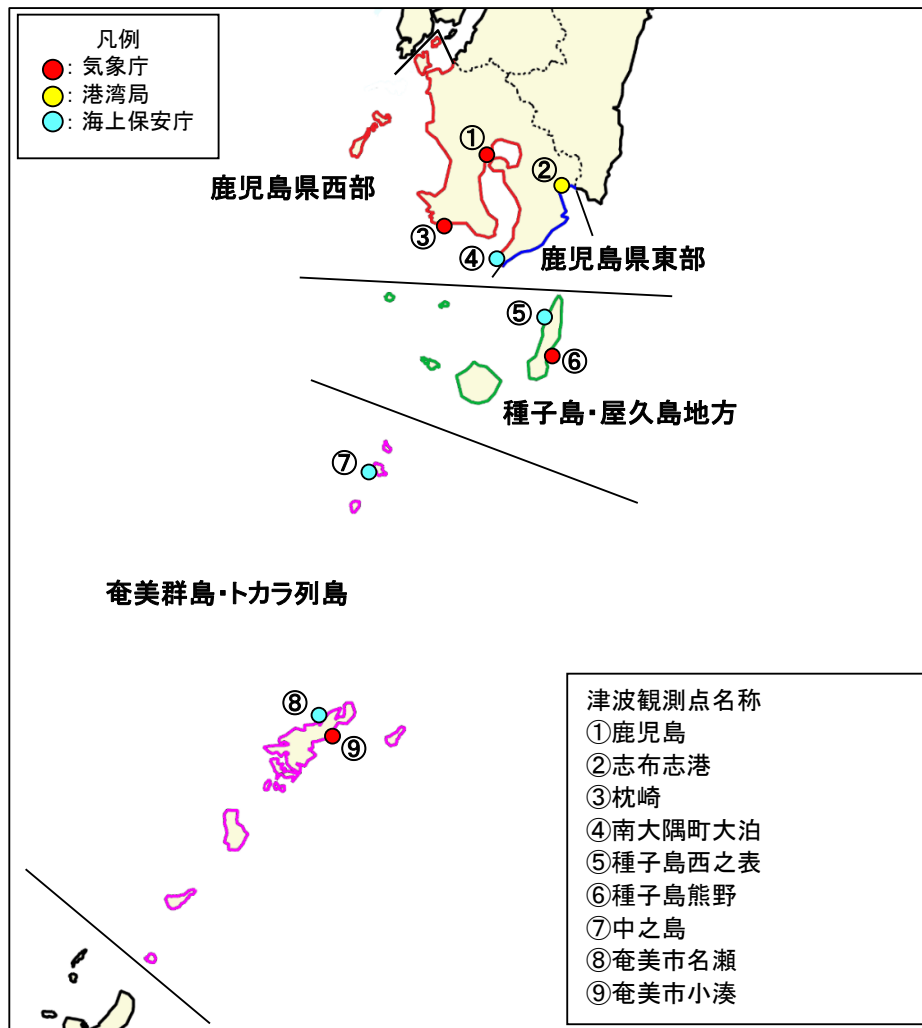 凡例
:気象庁
:港湾局
:海上保安庁
①
②
鹿児島県西部
③
④
鹿児島県東部
⑤
⑥
種子島・屋久島地方
⑦
奄美群島・トカラ列島
⑧
⑨
津波観測点名称
①鹿児島
②志布志港
③枕崎
④南大隅町大泊
⑤種子島西之表
⑥種子島熊野
⑦中之島
⑧奄美市名瀬
⑨奄美市小湊